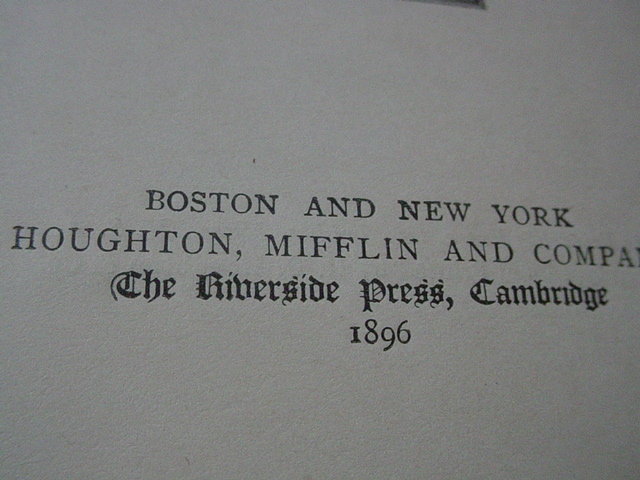 BOSTON AND NEW YORK
HOUGHTON, MIFFLIN AND COMPA
The Riverside Press, Cambridge
1896